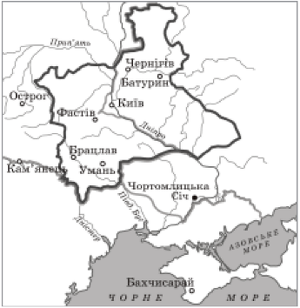 Прип'ять
Чернігів
Батурин
Острог
Київ
Фастів
Дніпро
Брацлав
Кам'янець
Умань
Чортомлицька
Січ
Півд. Буг
Дністер
АЗОВСЬКЕ
МОРЕ
Бахчисарай
ЧОРНЕ МОРЕ